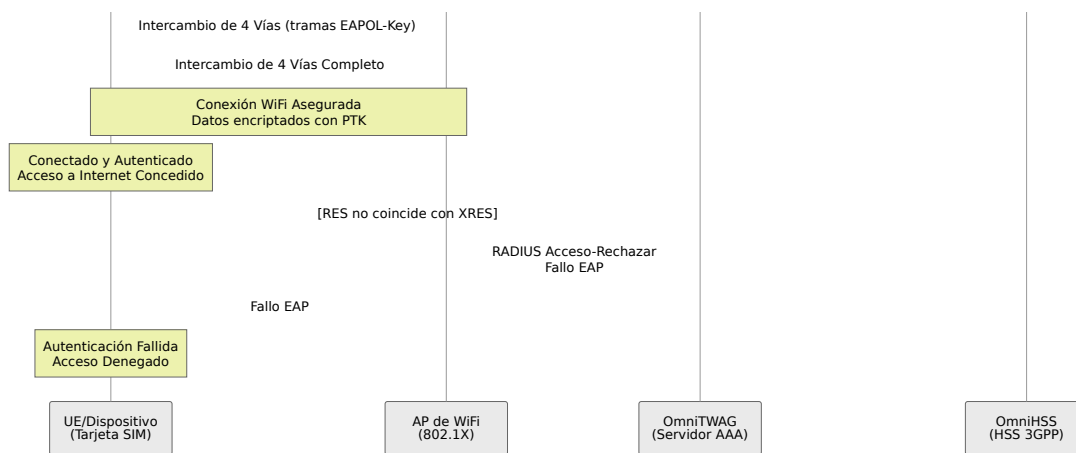 Intercambio de 4 Vías (tramas EAPOL-Key)
Intercambio de 4 Vías Completo
Conexión WiFi Asegurada
Datos encriptados con PTK
Conectado y Autenticado
Acceso a Internet Concedido
[RES no coincide con XRES]
RADIUS Acceso-Rechazar
Fallo EAP
Fallo EAP
Autenticación Fallida
Acceso Denegado
UE/Dispositivo
(Tarjeta SIM)
AP de WiFi
(802.1X)
OmniTWAG
(Servidor AAA)
OmniHSS
(HSS 3GPP)